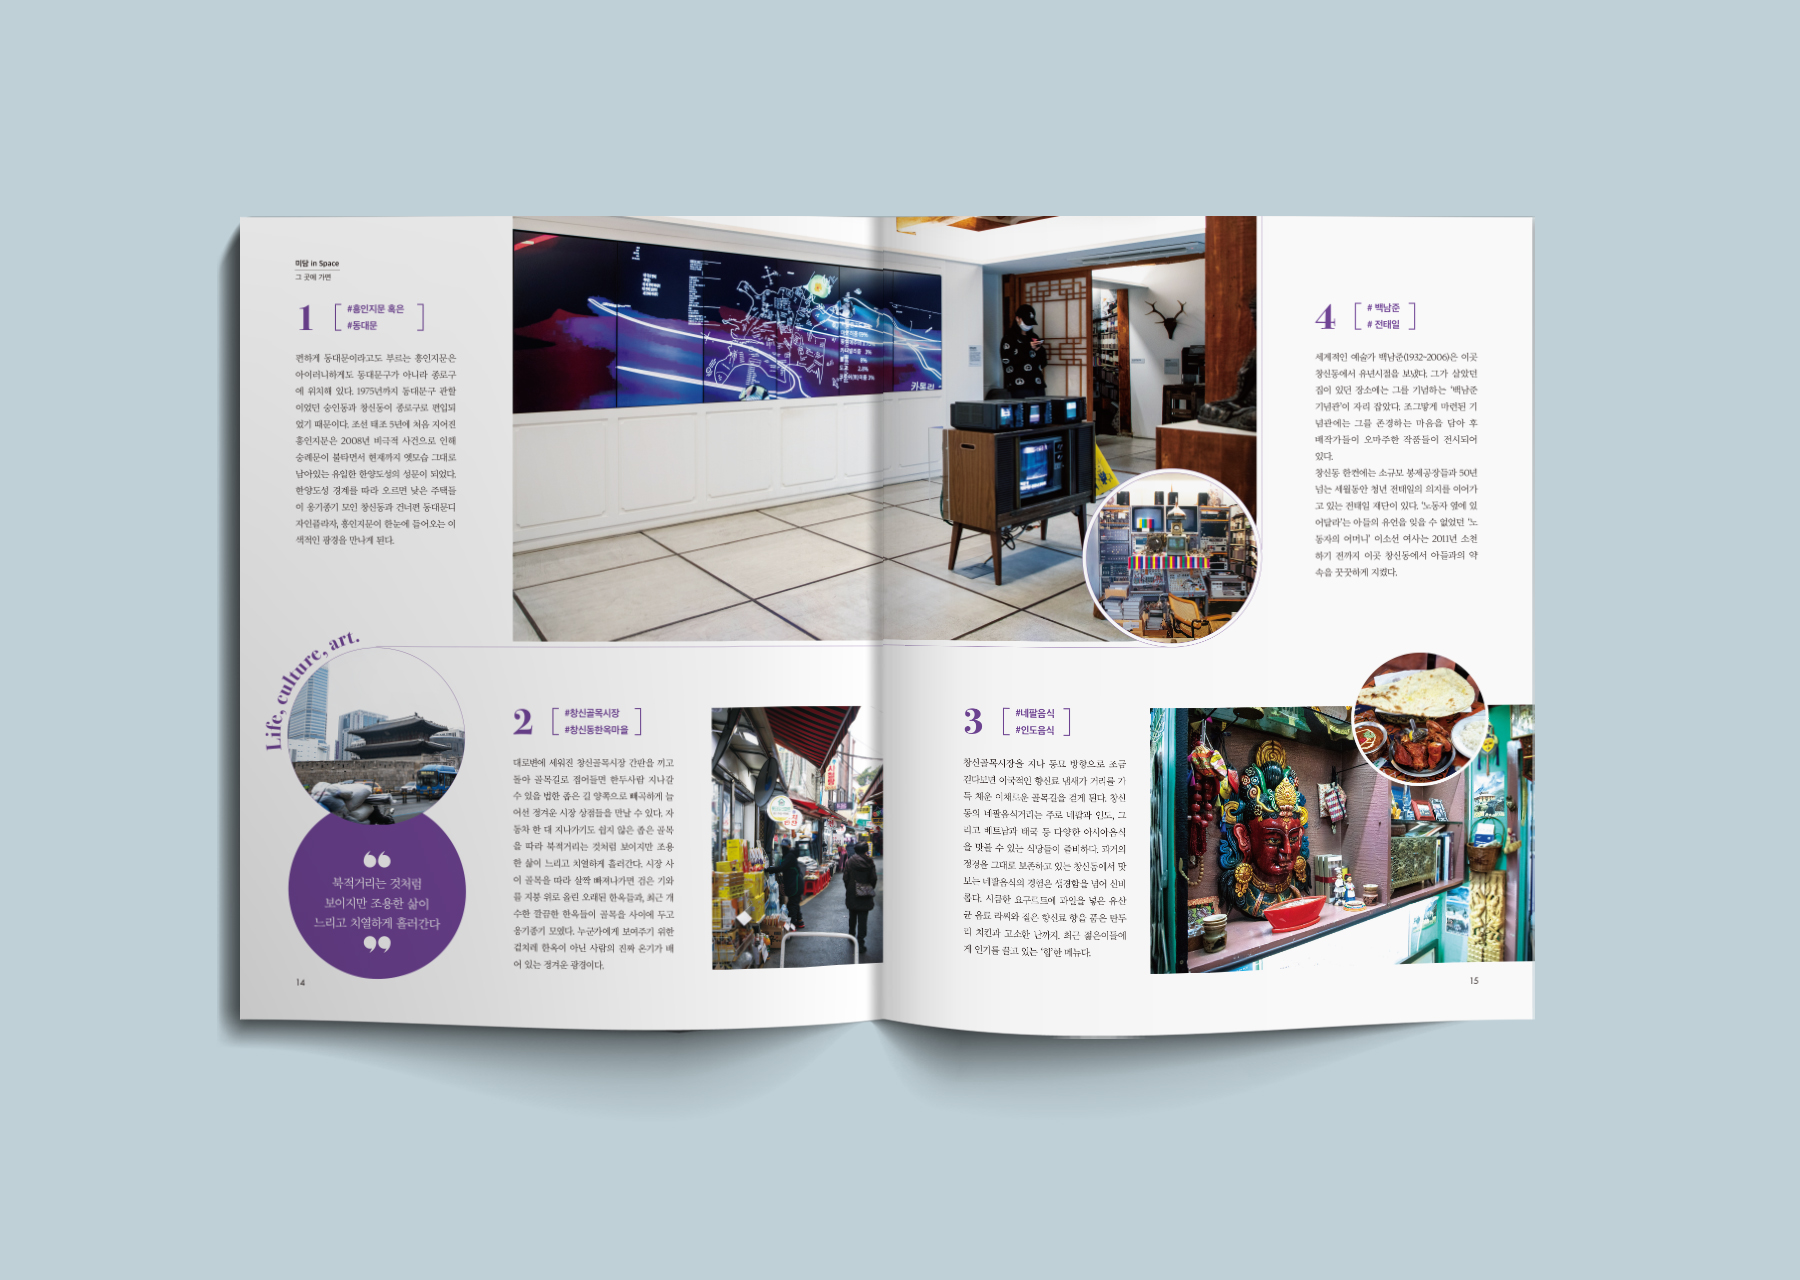 미담 in Space
그 곳에 가면
1
#흥인지문 혹은
#동대문
편하게 동대문이라고도 부르는 흥인지문은
아이러니하게도 동대문구가 아니라 종로구
에 위치해 있다. 1975년까지 동대문구 관할
이었던 숭인동과 창신동이 종로구로 편입되
었기 때문이다. 조선 태조 5년에 처음 지어진
흥인지문은 2008년 비극적 사건으로 인해
숭례문이 불타면서 현재까지 옛모습 그대로
남아있는 유일한 한양도성의 성문이 되었다.
한양도성 경계를 따라 오르면 낮은 주택들
이 옹기종기 모인 창신동과 건너편 동대문디
자인플라자, 흥인지문이 한눈에 들어오는 이
색적인 광경을 만나게 된다.
Life, culture, art.
북적거리는 것처럼
보이지만 조용한 삶이
느리고 치열하게 흘러간다
14
2
#창신골목시장
#창신동한옥마을
대로변에 세워진 창신골목시장 간판을 끼고
돌아 골목길로 접어들면 한두사람 지나갈
수 있을 법한 좁은 길 양쪽으로 빼곡하게 늘
어선 정겨운 시장 상점들을 만날 수 있다. 자
동차 한 대 지나가기도 쉽지 않은 좁은 골목
을 따라 북적거리는 것처럼 보이지만 조용
한 삶이 느리고 치열하게 흘러간다. 시장 사
이 골목을 따라 살짝 빠져나가면 검은 기와
를 지붕 위로 올린 오래된 한옥들과, 최근 개
수한 깔끔한 한옥들이 골목을 사이에 두고
옹기종기 모였다. 누군가에게 보여주기 위한
겉치레 한옥이 아닌 사람의 진짜 온기가 배
어 있는 정겨운 광경이다.
3
#네팔음식
#인도음식
창신골목시장을 지나 동묘 방향으로 조금
걷다보면 이국적인 향신료 냄새가 거리를 가
득 채운 이채로운 골목길을 걷게 된다. 창신
동의 네팔음식거리는 주로 네팔과 인도, 그
리고 베트남과 태국 등 다양한 아시아음식
을 맛볼 수 있는 식당들이 즐비하다. 과거의
정성을 그대로 보존하고 있는 창신동에서 맛
보는 네팔음식의 경험은 생경함을 넘어 신비
롭다. 시큼한 요구르트에 과일을 넣은 유산
균 음료 라씨와 짙은 향신료 향을 품은 탄두
리 치킨과 고소한 난까지. 최근 젊은이들에
게 인기를 끌고 있는 '힙'한 메뉴다.
4
# 백남준
# 전태일
세계적인 예술가 백남준(1932~2006)은 이곳
창신동에서 유년시절을 보냈다. 그가 살았던
집이 있던 장소에는 그를 기념하는 '백남준
기념관'이 자리 잡았다. 조그맣게 마련된 기
념관에는 그를 존경하는 마음을 담아 후
배작가들이 오마주한 작품들이 전시되어
있다.
창신동 한켠에는 소규모 봉제공장들과 50년
넘는 세월동안 청년 전태일의 의지를 이어가
고 있는 전태일 재단이 있다. '노동자 옆에 있
어달라'는 아들의 유언을 잊을 수 없었던 '노
동자의 어머니' 이소선 여사는 2011년 소천
하기 전까지 이곳 창신동에서 아들과의 약
속을 꿋꿋하게 지켰다.
15